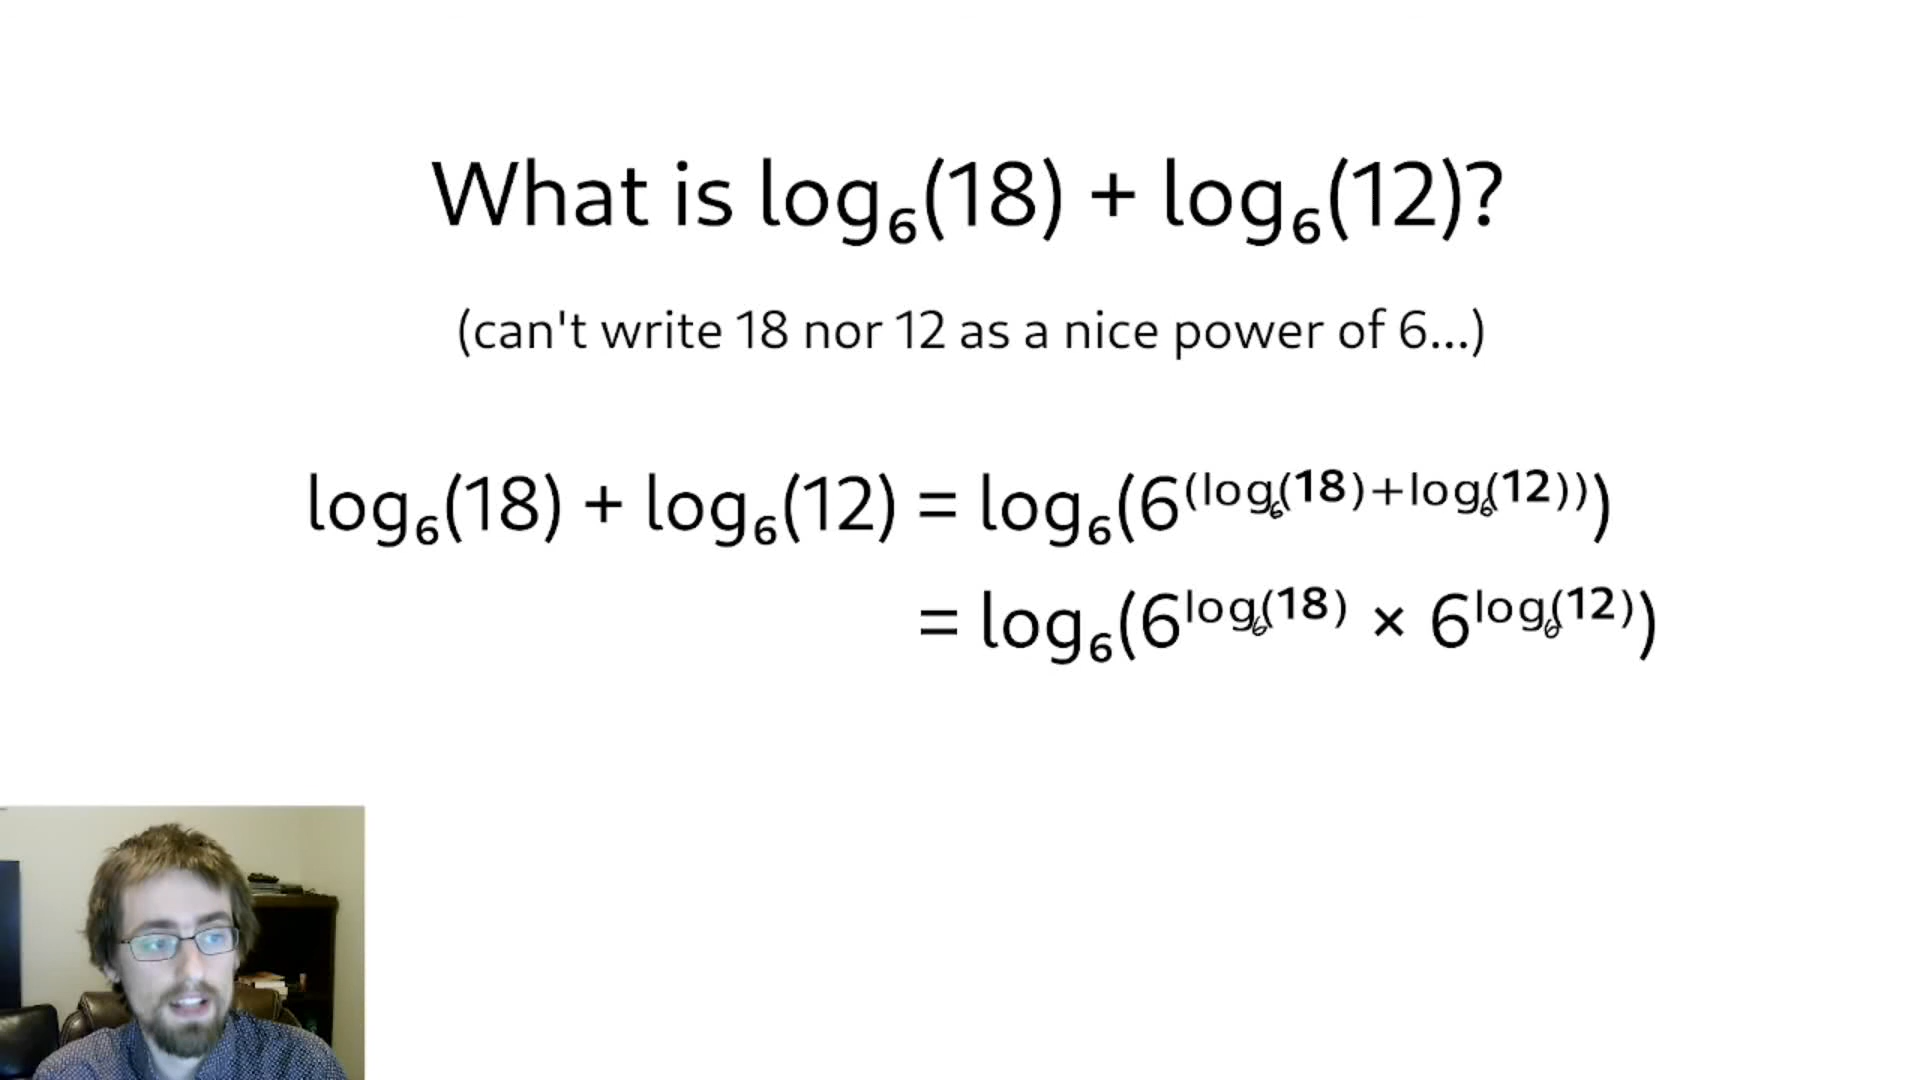 What is log₆(18) + log₆(12)?
(can't write 18 nor 12 as a nice power of 6...)
log₆(18) + log₆(12) = log₆(6^(log₆(18)+log₆(12)))
= log₆(6^log₆(18) × 6^log₆(12))